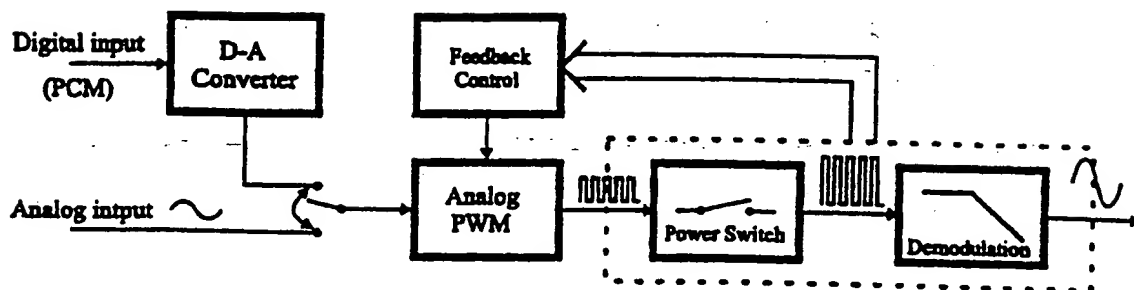 Digital input
(PCM)
D-A
Converter
Feedback
Control
Analog intput
Analog
PWM
Power Switch
Demodulation